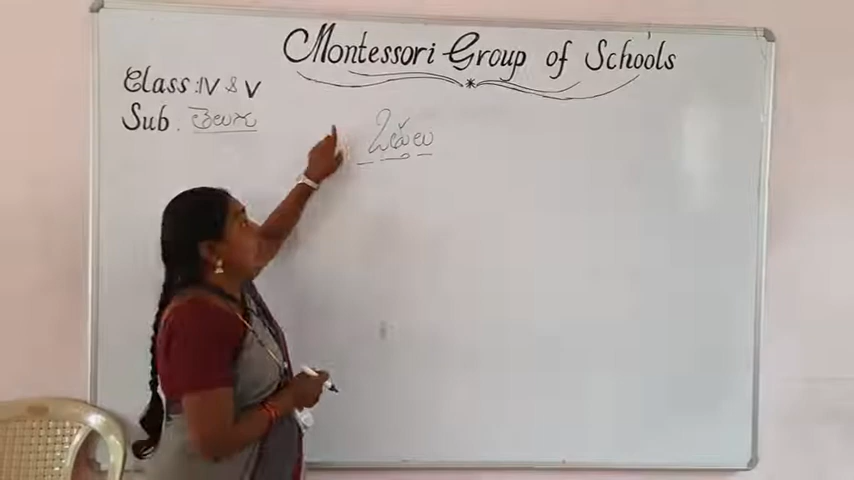 Montessori Group of Schools
Class : IV & V
Sub . తెలుగు